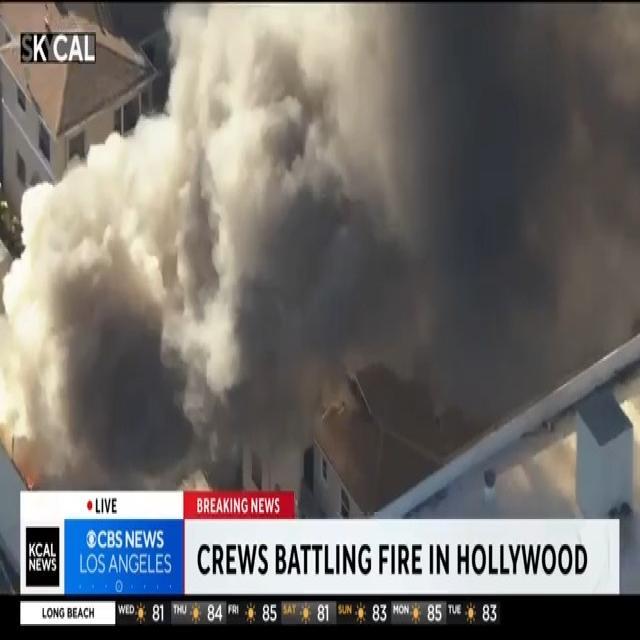 SKYCAL
LIVE
BREAKING NEWS
KCAL
NEWS
CBS NEWS
LOS ANGELES
CREWS BATTLING FIRE IN HOLLYWOOD
LONG BEACH WED 81 THU 84 FRI 85 SAT 81 SUN 83 MON 85 TUE 83